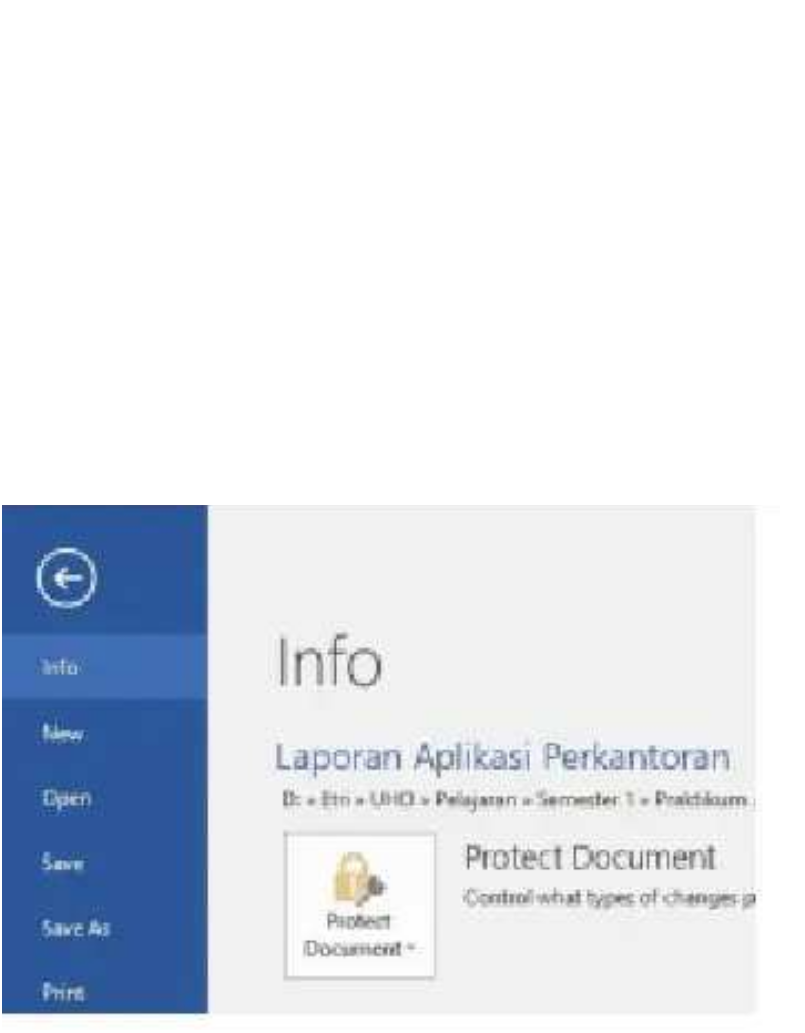 Info
New
Open
Save
Save As
Print
Info
Laporan Aplikasi Perkantoran
D: » Etri » UHO » Pelajaran » Semester 1 » Praktikum
Protect Document
Control what types of changes p
Protect
Document